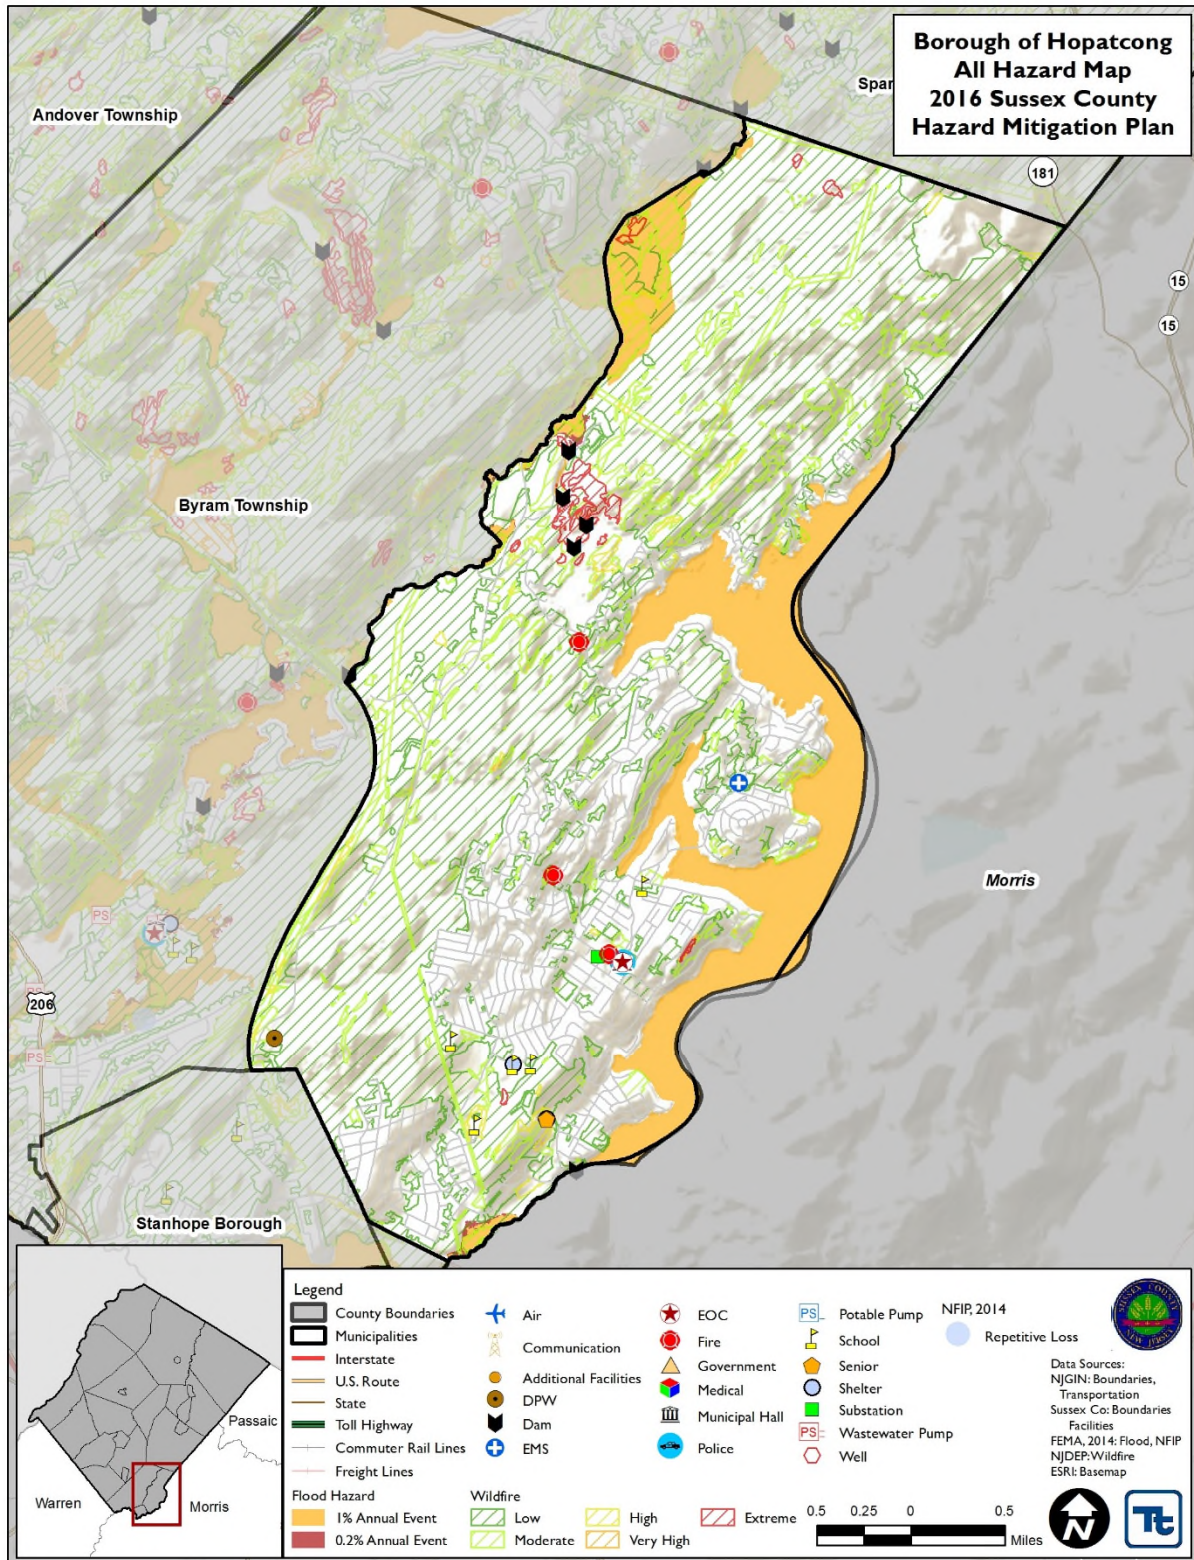 Borough of Hopatcong
All Hazard Map
2016 Sussex County
Hazard Mitigation Plan
Spar
Andover Township
181
15
15
Byram Township
Morris
PS
206
PS
PS
Stanhope Borough
Passaic
Warren
Morris
Legend
County Boundaries
Municipalities
Interstate
U.S. Route
State
Toll Highway
Commuter Rail Lines
Freight Lines
Air
Communication
Additional Facilities
DPW
Dam
EMS
EOC
Fire
Government
Medical
Municipal Hall
Police
PS
Potable Pump
School
Senior
Shelter
Substation
PS
Wastewater Pump
Well
NFIP, 2014
Repetitive Loss
SUSSEX COUNTY
NEW JERSEY
Data Sources:
NJGIN: Boundaries,
Transportation
Sussex Co: Boundaries
Facilities
FEMA, 2014: Flood, NFIP
NJDEP: Wildfire
ESRI: Basemap
Flood Hazard
1% Annual Event
0.2% Annual Event
Wildfire
Low
Moderate
High
Very High
Extreme
0.5 0.25 0 0.5
Miles
N
Tt